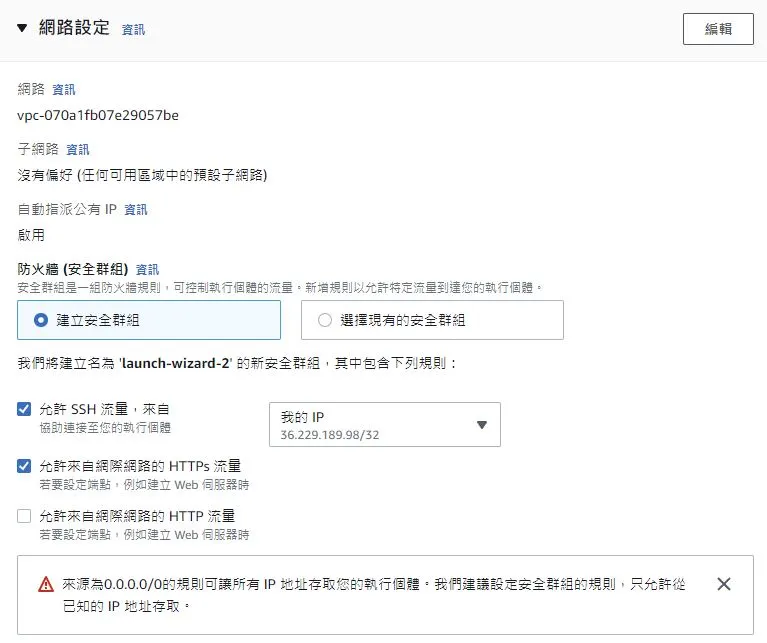 ▼ 網路設定 資訊
編輯
網路 資訊
vpc-070a1fb07e29057be
子網路 資訊
沒有偏好 (任何可用區域中的預設子網路)
自動指派公有 IP 資訊
啟用
防火牆 (安全群組) 資訊
安全群組是一組防火牆規則，可控制執行個體的流量。新增規則以允許特定流量到達您的執行個體。
建立安全群組
選擇現有的安全群組
我們將建立名為 'launch-wizard-2' 的新安全群組，其中包含下列規則：
允許 SSH 流量，來自
協助連接至您的執行個體
我的 IP
36.229.189.98/32
允許來自網際網路的 HTTPs 流量
若要設定端點，例如建立 Web 伺服器時
允許來自網際網路的 HTTP 流量
若要設定端點，例如建立 Web 伺服器時
來源為0.0.0.0/0的規則可讓所有 IP 地址存取您的執行個體。我們建議設定安全群組的規則，只允許從
已知的 IP 地址存取。